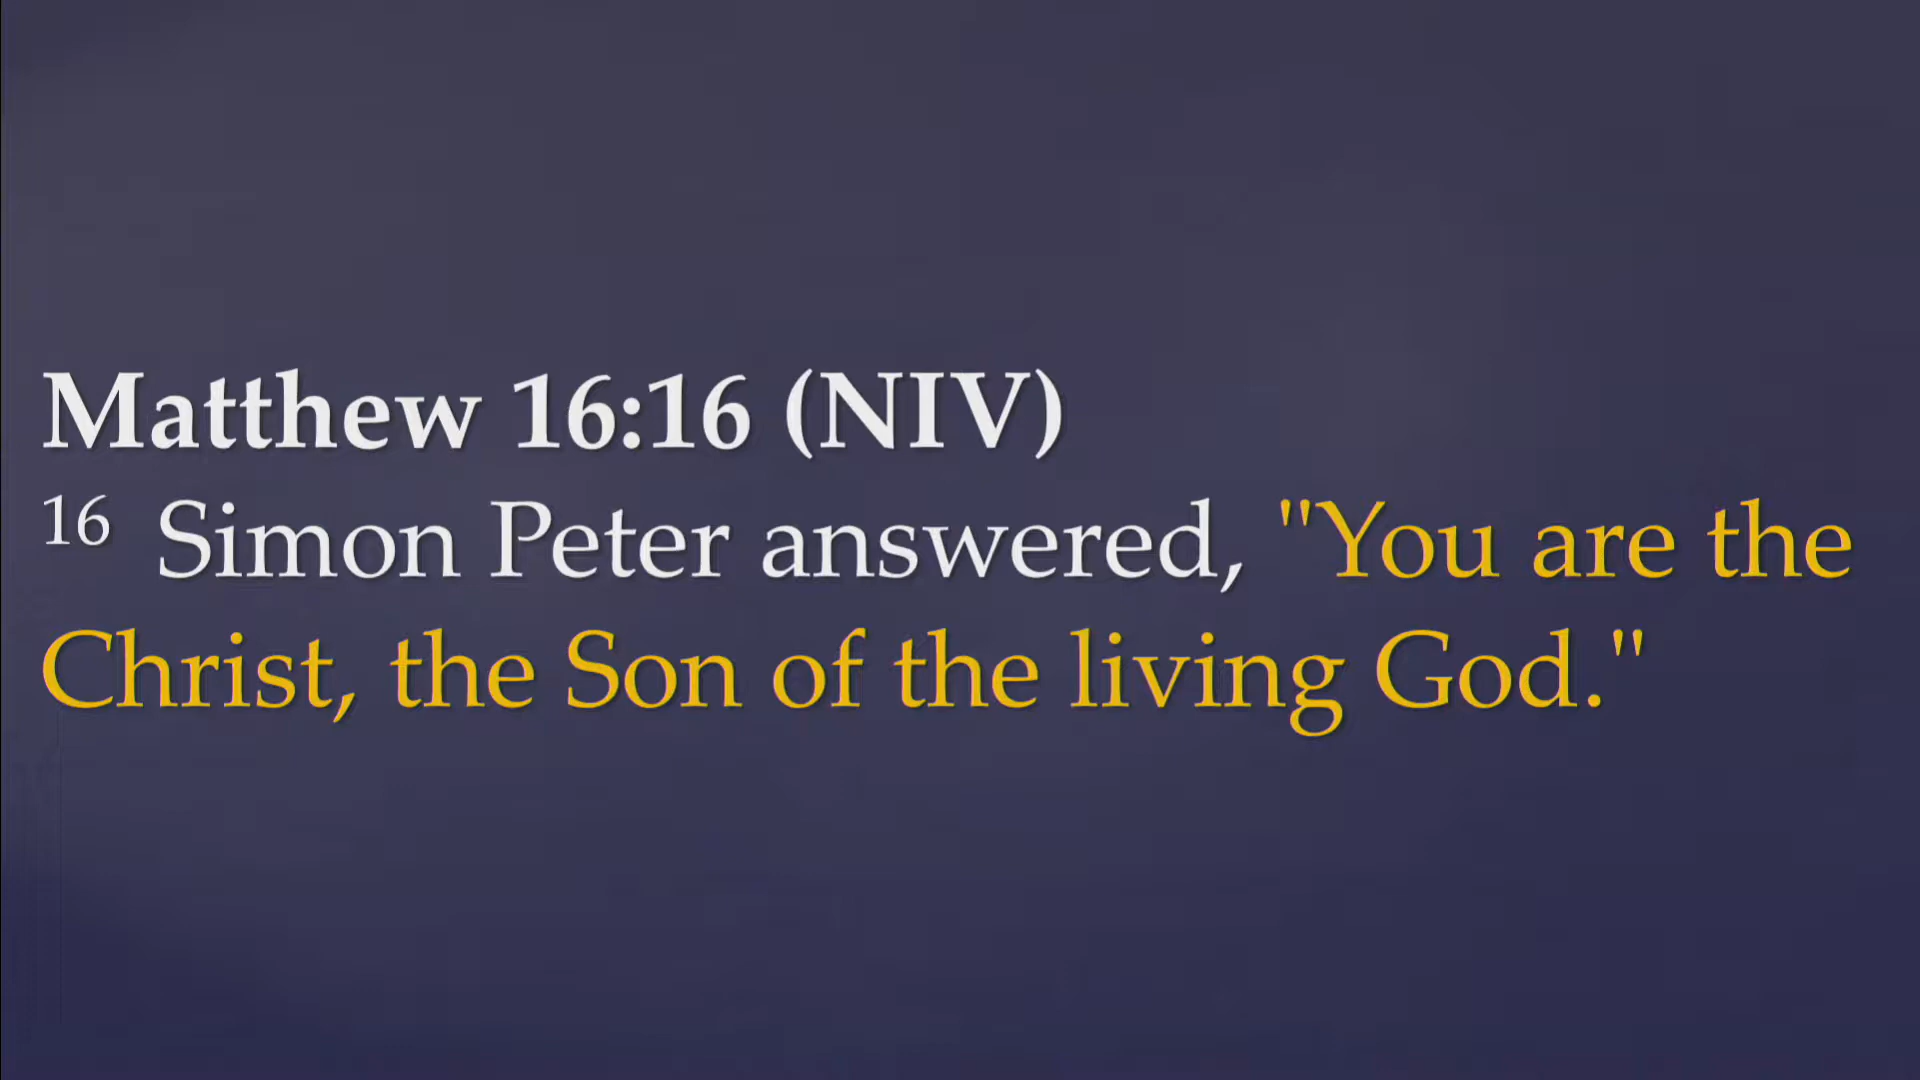 Matthew 16:16 (NIV)
16 Simon Peter answered, "You are the
Christ, the Son of the living God."